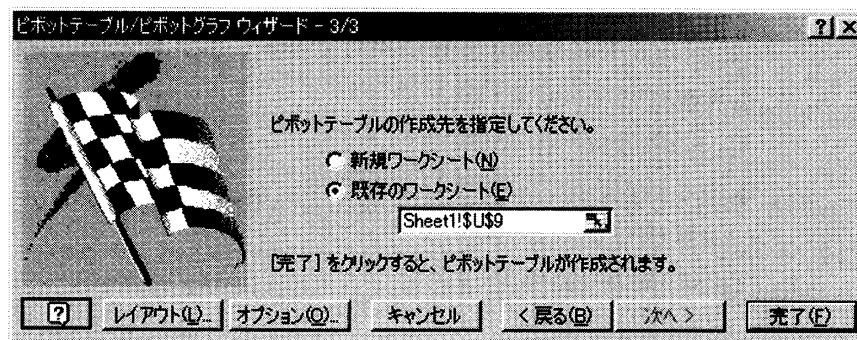 ピボットテーブル/ピボットグラフ ウィザード - 3/3
? ×
ピボットテーブルの作成先を指定してください。
新規ワークシート(N)
既存のワークシート(E)
Sheet1!$U$9
[完了] をクリックすると、ピボットテーブルが作成されます。
? レイアウト(L)... オプション(O)... キャンセル < 戻る(B) 次へ > 完了(F)